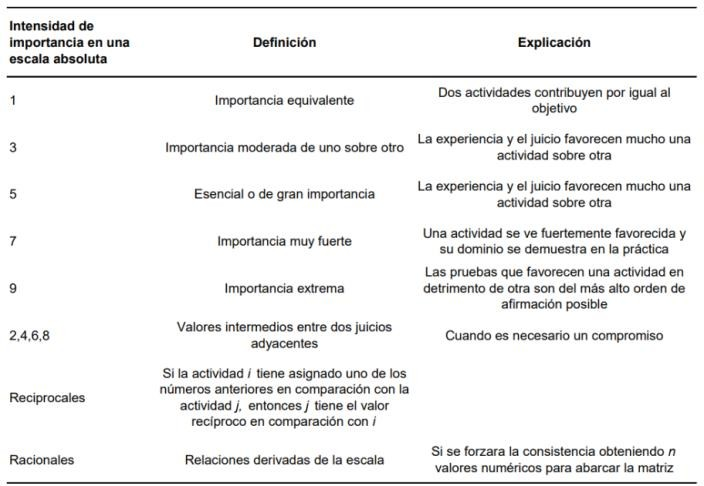 Intensidad de
importancia en una
escala absoluta
Definición
Explicación
1
Importancia equivalente
Dos actividades contribuyen por igual al
objetivo
3
Importancia moderada de uno sobre otro
La experiencia y el juicio favorecen mucho una
actividad sobre otra
5
Esencial o de gran importancia
La experiencia y el juicio favorecen mucho una
actividad sobre otra
7
Importancia muy fuerte
Una actividad se ve fuertemente favorecida y
su dominio se demuestra en la práctica
9
Importancia extrema
Las pruebas que favorecen una actividad en
detrimento de otra son del más alto orden de
afirmación posible
2,4,6,8
Valores intermedios entre dos juicios
adyacentes
Cuando es necesario un compromiso
Reciprocales
Si la actividad i tiene asignado uno de los
números anteriores en comparación con la
actividad j, entonces j tiene el valor
recíproco en comparación con i
Racionales
Relaciones derivadas de la escala
Si se forzara la consistencia obteniendo n
valores numéricos para abarcar la matriz